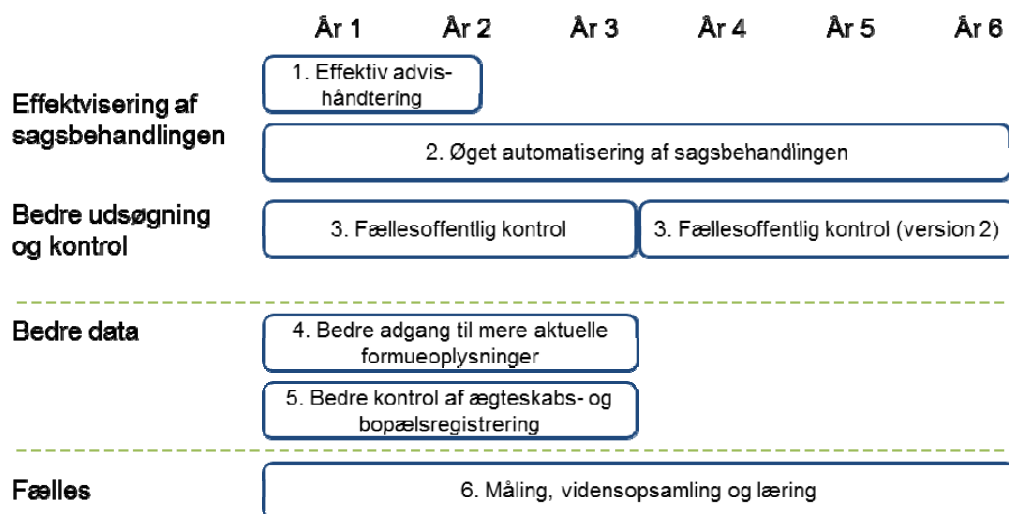 År 1 År 2 År 3 År 4 År 5 År 6
Effektvisering af
sagsbehandlingen
1. Effektiv advis-
håndtering
2. Øget automatisering af sagsbehandlingen
Bedre udsøgning
og kontrol
3. Fællesoffentlig kontrol
3. Fællesoffentlig kontrol (version 2)
Bedre data
4. Bedre adgang til mere aktuelle
formueoplysninger
5. Bedre kontrol af ægteskabs- og
bopælsregistrering
Fælles
6. Måling, vidensopsamling og læring